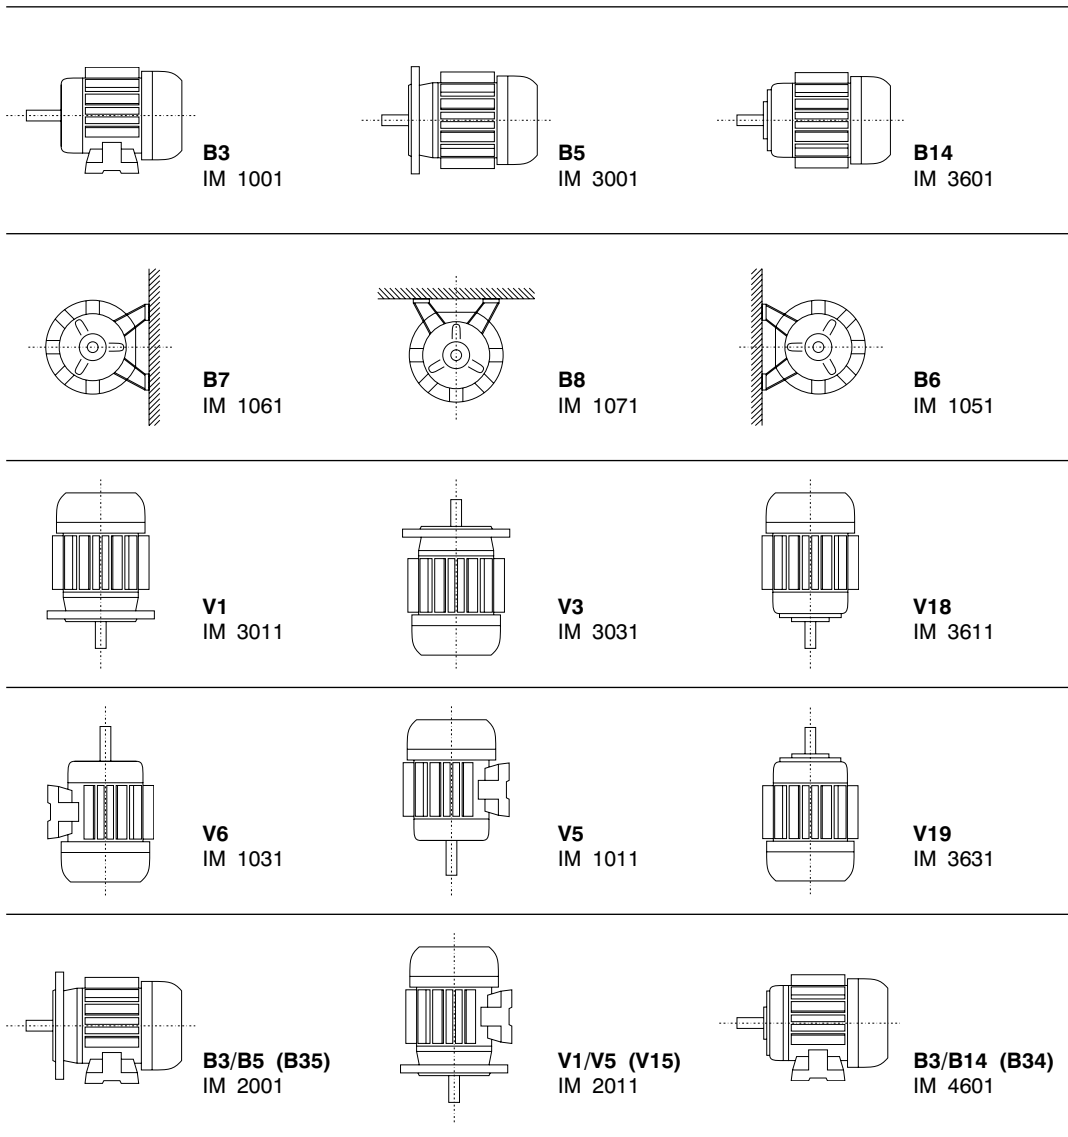 B3
IM 1001
B5
IM 3001
B14
IM 3601
B7
IM 1061
B8
IM 1071
B6
IM 1051
V1
IM 3011
V3
IM 3031
V18
IM 3611
V6
IM 1031
V5
IM 1011
V19
IM 3631
B3/B5 (B35)
IM 2001
V1/V5 (V15)
IM 2011
B3/B14 (B34)
IM 4601